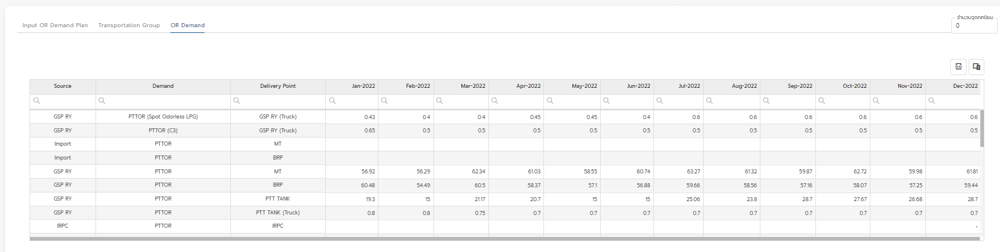 Input OR Demand Plan Transportation Group OR Demand
จำนวนจุดทศนิยม
0
Source Demand Delivery Point Jan-2022 Feb-2022 Mar-2022 Apr-2022 May-2022 Jun-2022 Jul-2022 Aug-2022 Sep-2022 Oct-2022 Nov-2022 Dec-2022
GSP RY PTTOR (Spot Odorless LPG) GSP RY (Truck) 0.43 0.4 0.4 0.45 0.45 0.4 0.6 0.6 0.6 0.6 0.6 0.6
GSP RY PTTOR (C3) GSP RY (Truck) 0.65 0.5 0.5 0.5 0.5 0.5 0.5 0.5 0.5 0.5 0.5 0.5
Import PTTOR MT
Import PTTOR BRP
GSP RY PTTOR MT 56.92 56.29 62.34 61.03 58.55 60.74 63.27 61.32 59.87 62.72 59.98 61.81
GSP RY PTTOR BRP 60.48 54.49 60.5 58.37 57.1 56.88 59.66 58.56 57.16 58.07 57.25 59.44
GSP RY PTTOR PTT TANK 19.3 15 21.17 20.7 15 15 25.06 23.8 28.7 27.67 26.68 28.7
GSP RY PTTOR PTT TANK (Truck) 0.8 0.8 0.75 0.7 0.7 0.7 0.7 0.7 0.7 0.7 0.7 0.7
IRPC PTTOR IRPC -